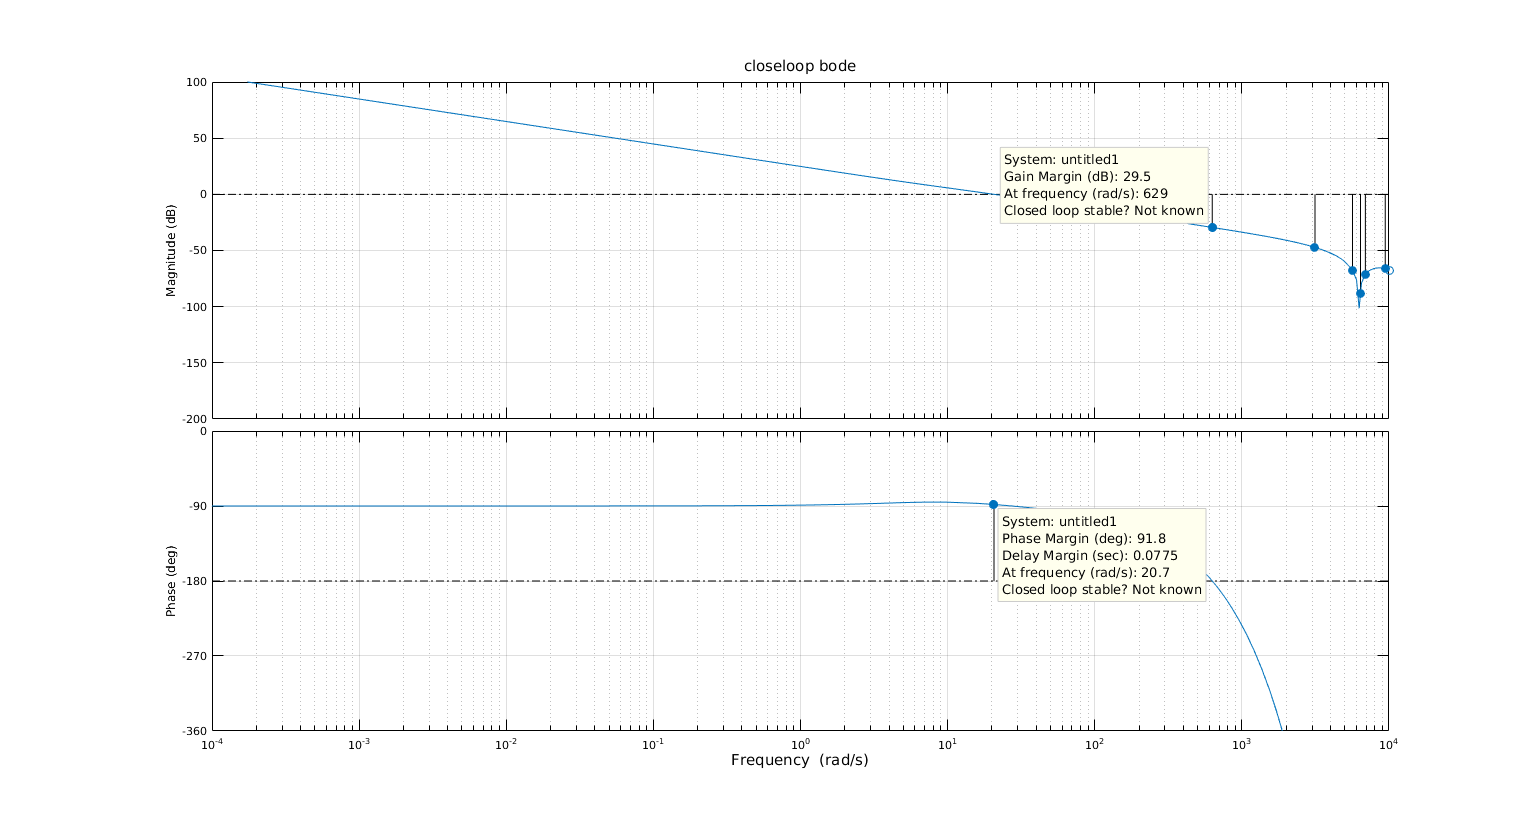 closeloop bode
100
50
0
-50
-100
-150
-200
Magnitude (dB)
System: untitled1
Gain Margin (dB): 29.5
At frequency (rad/s): 629
Closed loop stable? Not known
0
-90
-180
-270
-360
Phase (deg)
System: untitled1
Phase Margin (deg): 91.8
Delay Margin (sec): 0.0775
At frequency (rad/s): 20.7
Closed loop stable? Not known
10⁻⁴ 10⁻³ 10⁻² 10⁻¹ 10⁰ 10¹ 10² 10³ 10⁴
Frequency (rad/s)